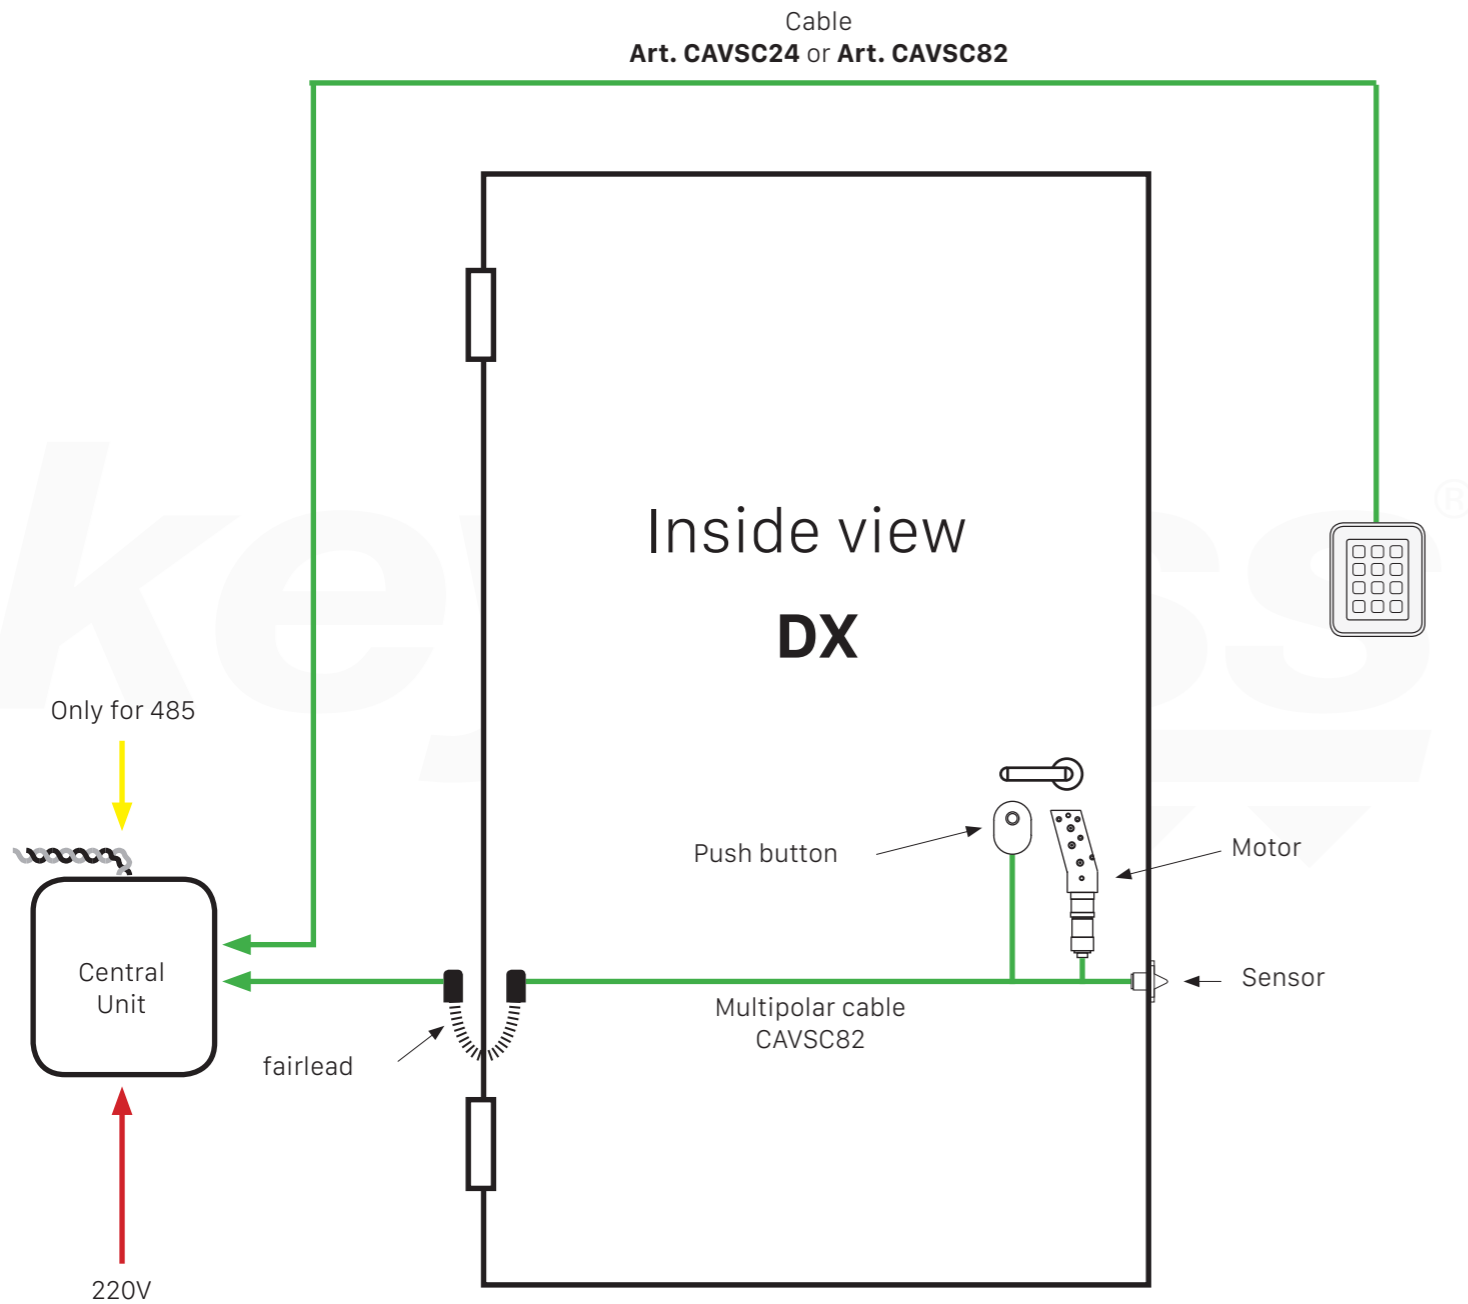 Cable
Art. CAVSC24 or Art. CAVSC82
Inside view
DX
®
Only for 485
Push button
Motor
Central
Unit
Sensor
Multipolar cable
CAVSC82
fairlead
220V